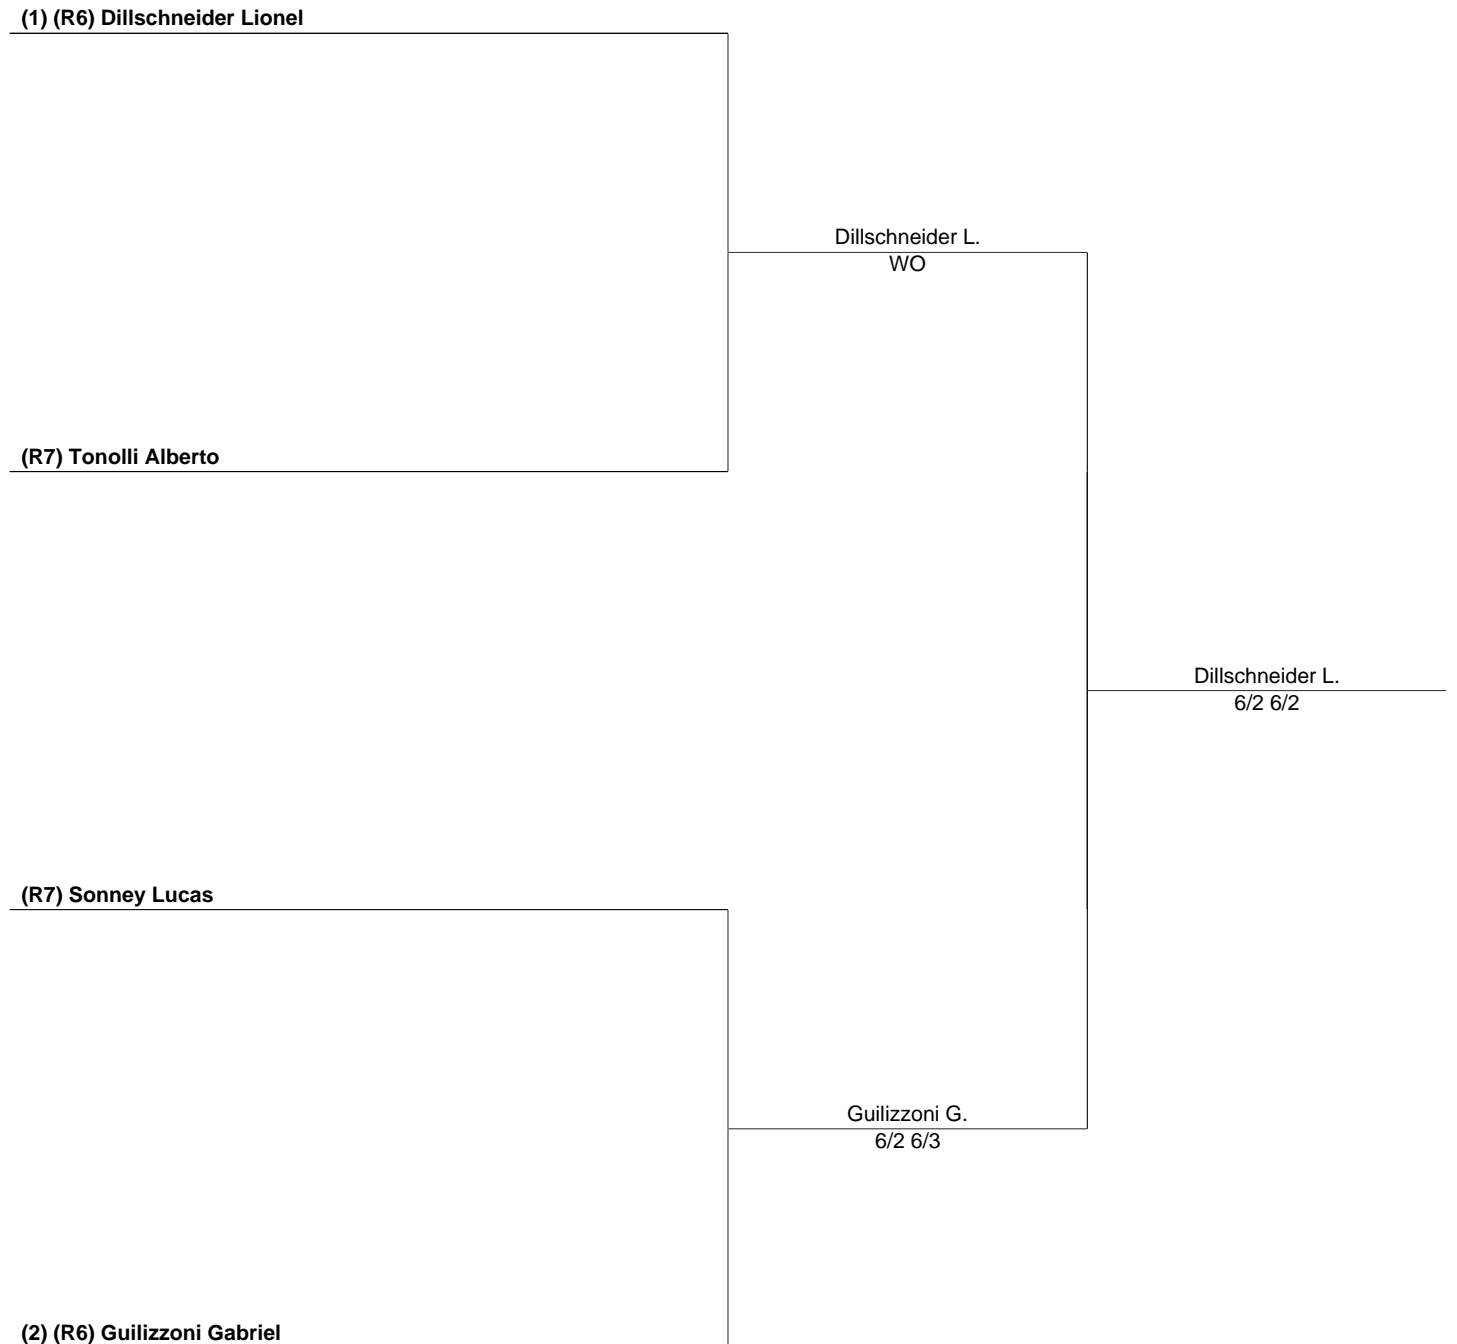 (1) (R6) Dillschneider Lionel
Dillschneider L.
WO
(R7) Tonolli Alberto
Dillschneider L.
6/2 6/2
(R7) Sonney Lucas
Guilizzoni G.
6/2 6/3
(2) (R6) Guilizzoni Gabriel